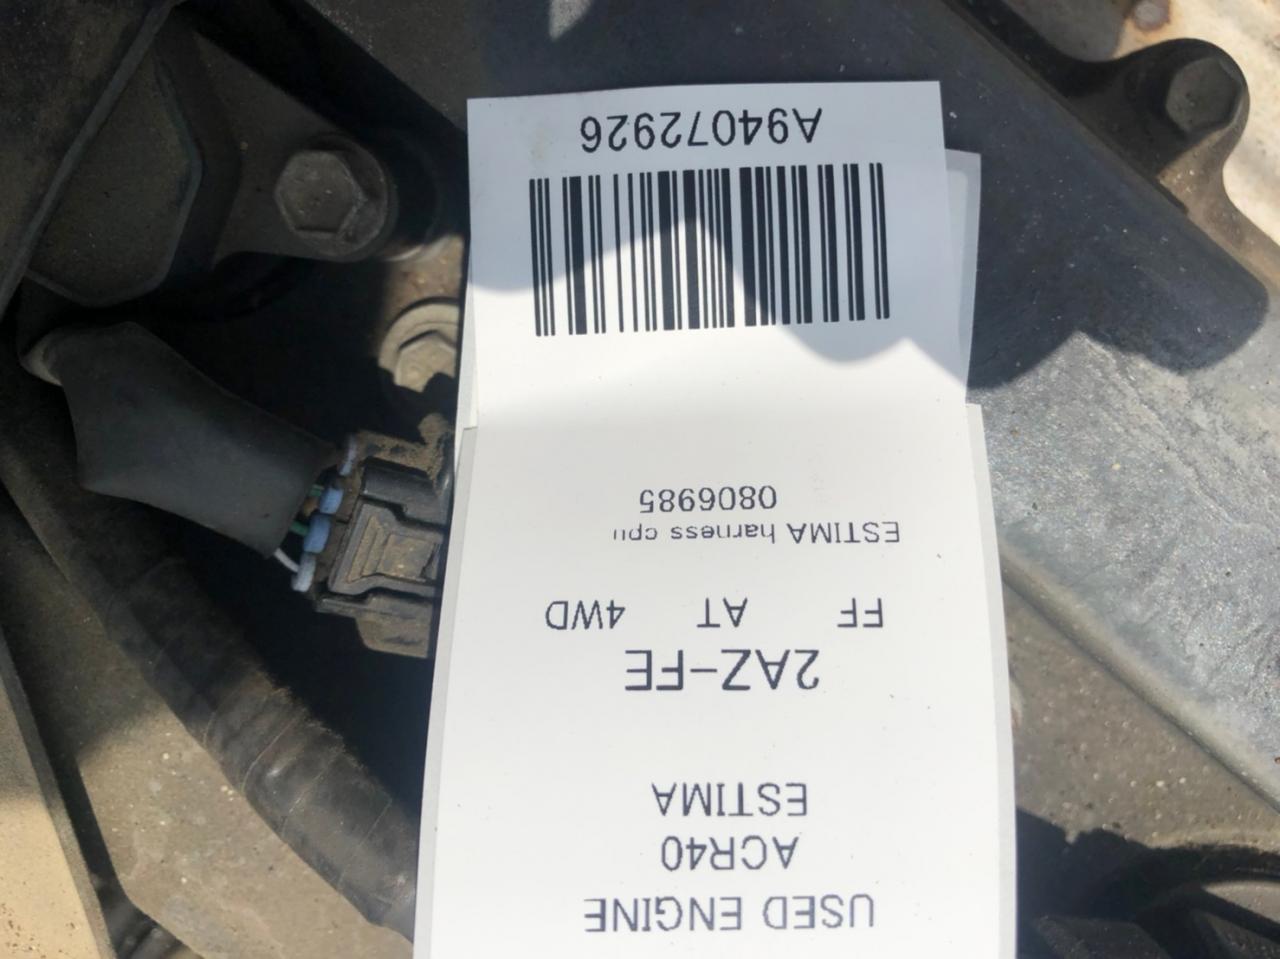 USED ENGINE
ACR40
ESTIMA
2AZ-FE
FF AT 4WD
ESTIMA harness cpu
0806985
A94072926